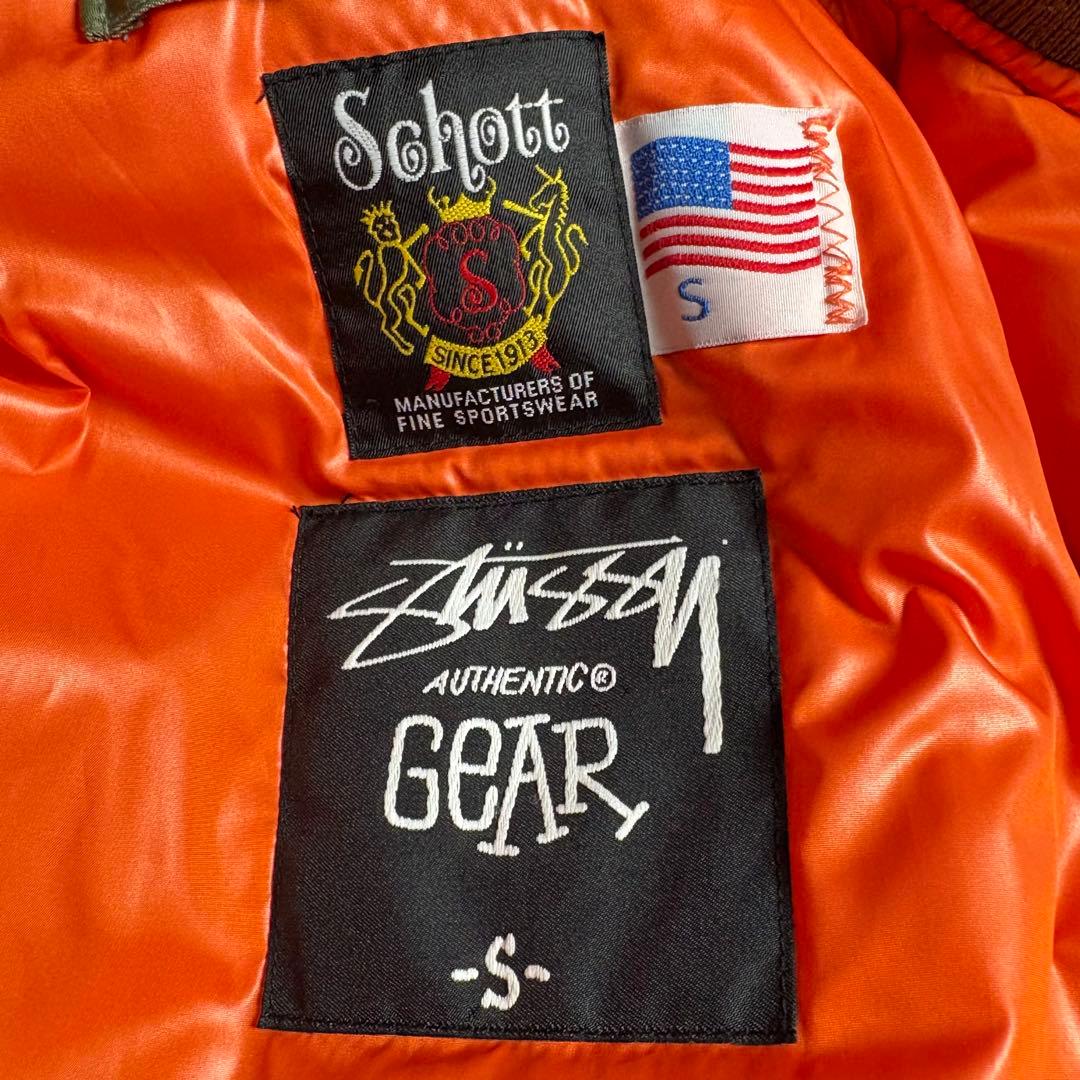 Schott
S
SINCE 1913
MANUFACTURERS OF
FINE SPORTSWEAR
S
Stüssy
AUTHENTIC®
GEAR
-S-